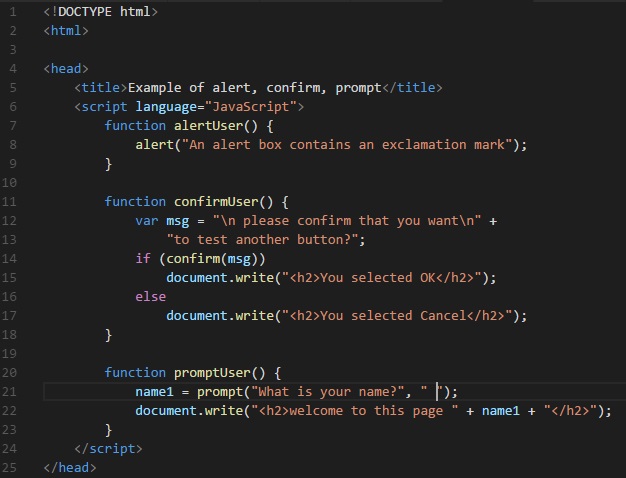 1 <!DOCTYPE html>
2 <html>
3
4 <head>
5     <title>Example of alert, confirm, prompt</title>
6     <script language="JavaScript">
7         function alertUser() {
8             alert("An alert box contains an exclamation mark");
9         }
10
11         function confirmUser() {
12             var msg = "\n please confirm that you want\n" +
13                 "to test another button?";
14             if (confirm(msg))
15                 document.write("<h2>You selected OK</h2>");
16             else
17                 document.write("<h2>You selected Cancel</h2>");
18         }
19
20         function promptUser() {
21             name1 = prompt("What is your name?", " ");
22             document.write("<h2>welcome to this page " + name1 + "</h2>");
23         }
24     </script>
25 </head>